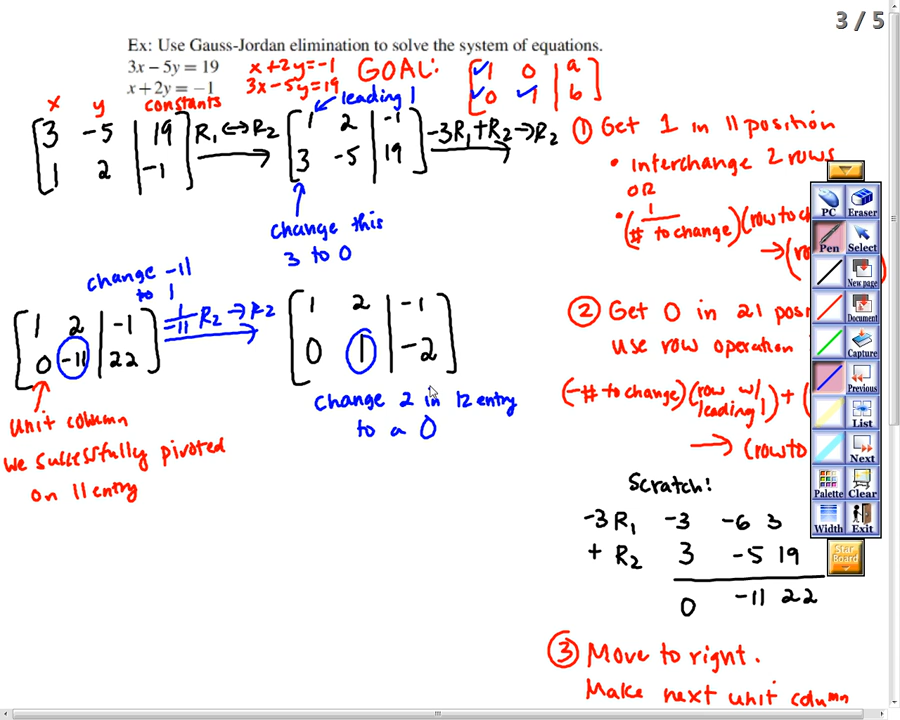 3 / 5
Ex: Use Gauss-Jordan elimination to solve the system of equations.
3x − 5y = 19
x + 2y = −1
x + 2y = -1
3x - 5y = 19
GOAL:
1 0 | a
0 1 | b
x y constants
3 -5 | 19
1 2 | -1
R1 ↔ R2
leading 1
1 2 | -1
3 -5 | 19
-3R1 + R2 → R2
change this
3 to 0
① Get 1 in 11 position
• interchange 2 rows
OR
• (1/# to change)(row to c
→ (ro
change -11
to 1
1 2 | -1
0 -11 | 22
1/-11 R2 → R2
1 2 | -1
0 1 | -2
change 2 in 12 entry
to a 0
unit column
we successfully pivoted
on 11 entry
② Get 0 in 21 posi
use row operation
(-# to change)(row w/ leading 1) + (
→ (row to
Scratch!
-3R1 -3 -6 3
+ R2 3 -5 19
0 -11 22
③ Move to right.
Make next unit column
PC Eraser
Pen Select
New page
Document
Capture
Previous
List
Next
Palette Clear
Width Exit
Star
Board